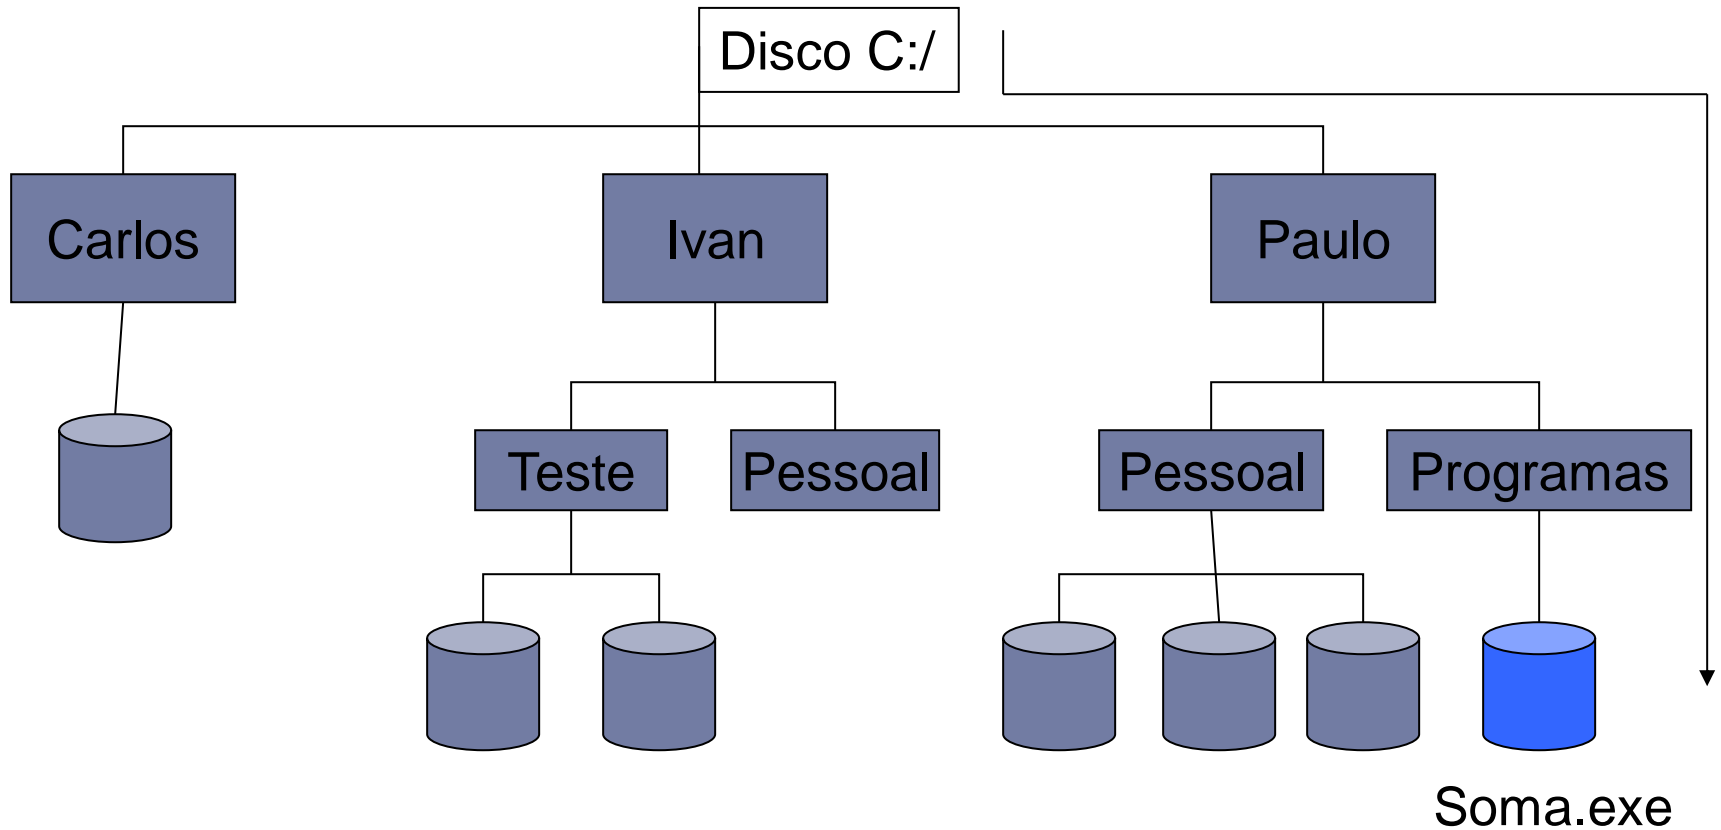 Disco C:/
Carlos
Ivan
Paulo
Teste
Pessoal
Pessoal
Programas
Soma.exe